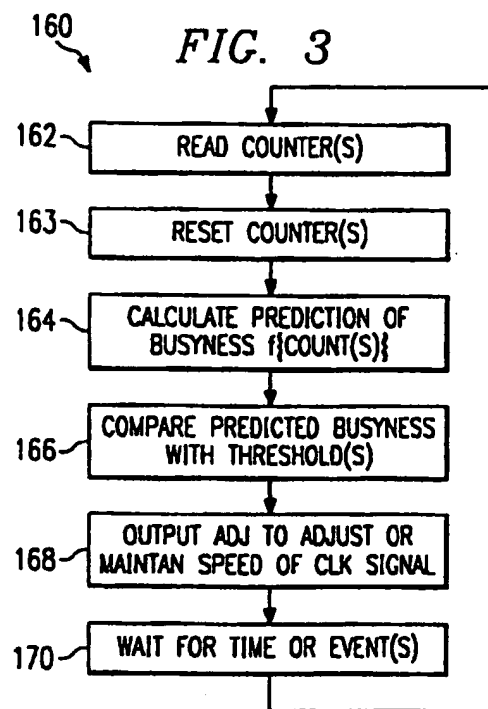 160
FIG. 3
162
READ COUNTER(S)
163
RESET COUNTER(S)
164
CALCULATE PREDICTION OF
BUSYNESS f{COUNT(S){
166
COMPARE PREDICTED BUSYNESS
WITH THRESHOLD(S)
168
OUTPUT ADJ TO ADJUST OR
MAINTAN SPEED OF CLK SIGNAL
170
WAIT FOR TIME OR EVENT(S)